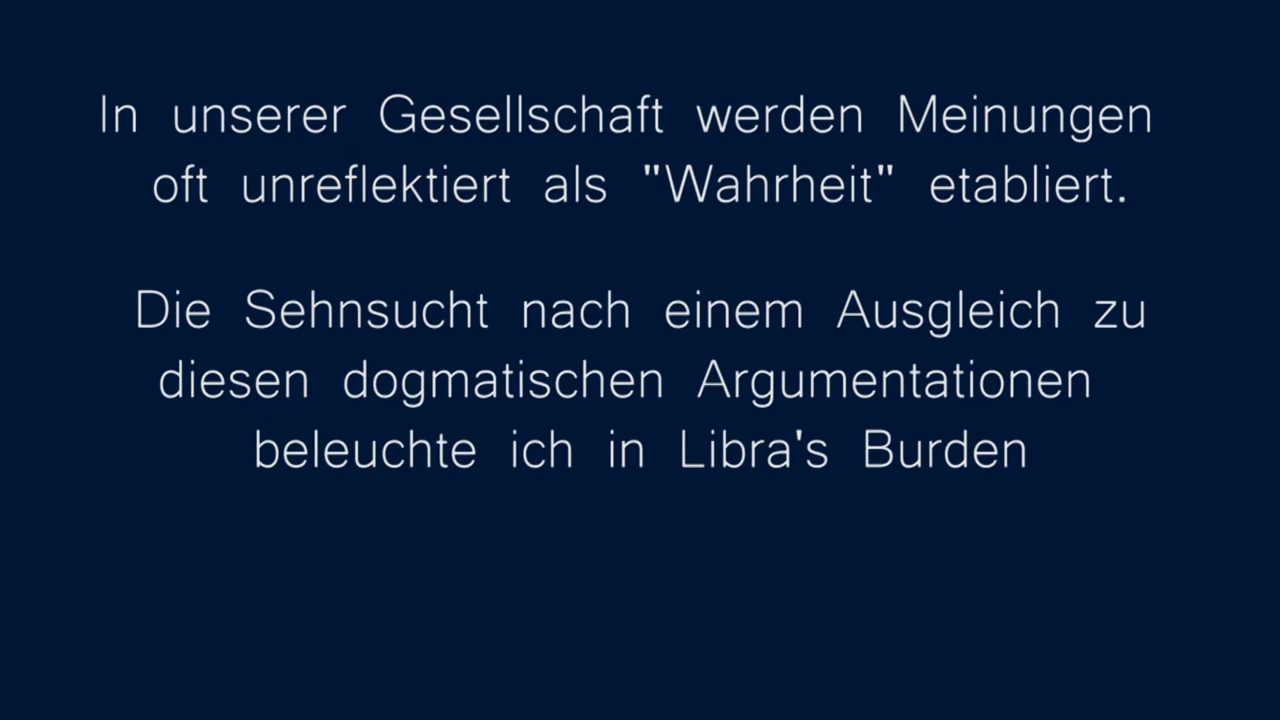 In unserer Gesellschaft werden Meinungen
oft unreflektiert als "Wahrheit" etabliert.
Die Sehnsucht nach einem Ausgleich zu
diesen dogmatischen Argumentationen
beleuchte ich in Libra's Burden